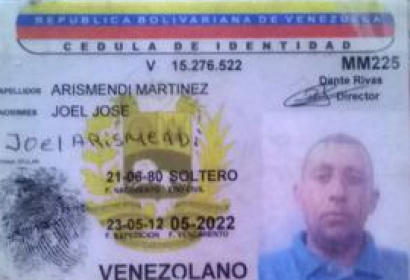 REPUBLICA BOLIVARIANA DE VENEZUELA
CEDULA DE IDENTIDAD
V 15.276.522 MM225
Dante Rivas
Director
APELLIDOS ARISMENDI MARTINEZ
NOMBRES JOEL JOSE
Joel ARISMENDI
21-06-80 SOLTERO
F. NACIMIENTO EDO.CIVIL
23-05-12 05-2022
F. EXPEDICION F. VENCIMIENTO
VENEZOLANO